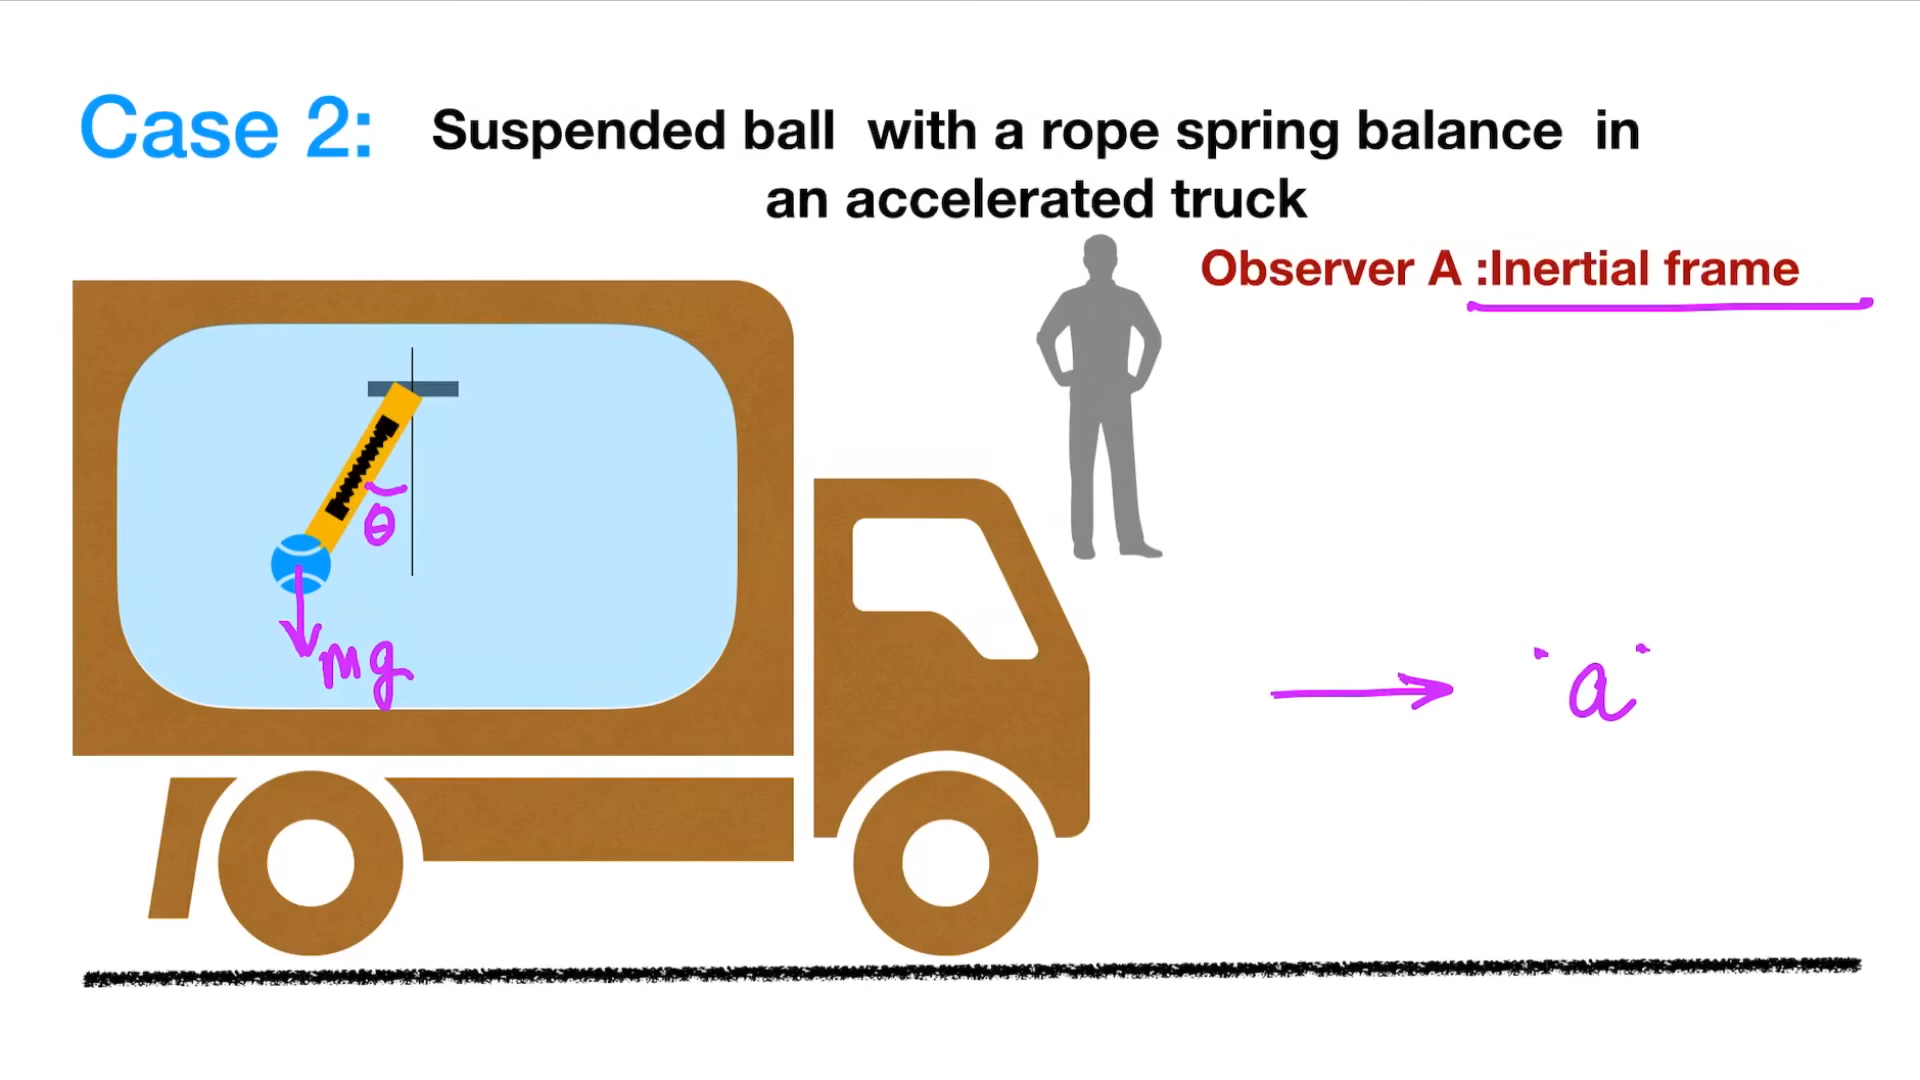 Case 2: Suspended ball with a rope spring balance in
an accelerated truck
Observer A :Inertial frame
θ
mg
"a"